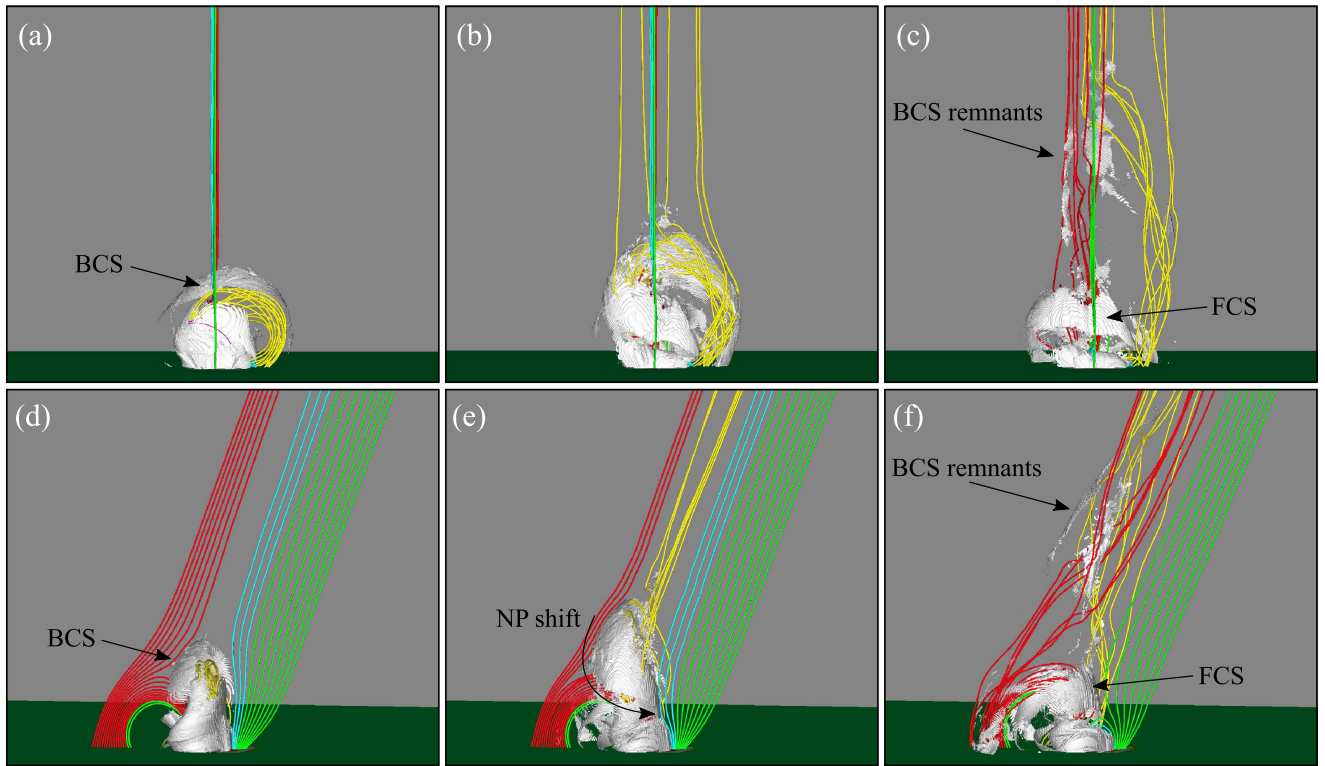 (a)
BCS
(b)
(c)
BCS remnants
FCS
(d)
BCS
(e)
NP shift
(f)
BCS remnants
FCS